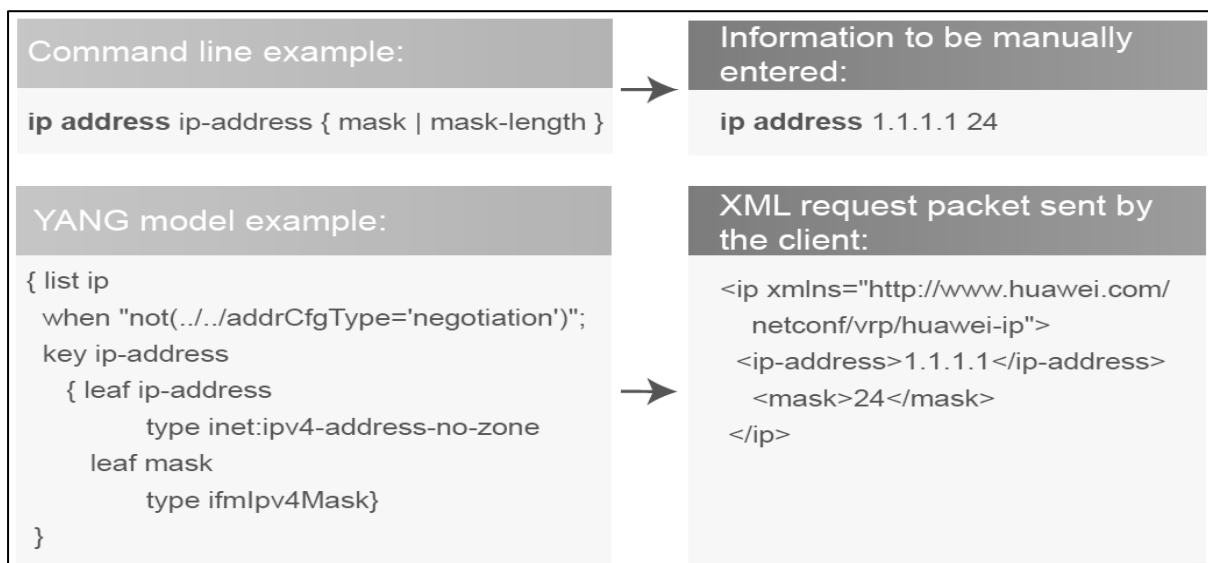 Command line example:
ip address ip-address { mask | mask-length }
Information to be manually
entered:
ip address 1.1.1.1 24
YANG model example:
{ list ip
when "not(../../addrCfgType='negotiation')";
key ip-address
{ leaf ip-address
type inet:ipv4-address-no-zone
leaf mask
type ifmIpv4Mask}
}
XML request packet sent by
the client:
<ip xmlns="http://www.huawei.com/
netconf/vrp/huawei-ip">
<ip-address>1.1.1.1</ip-address>
<mask>24</mask>
</ip>